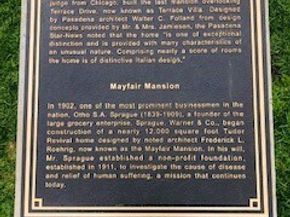 judge from Chicago, built the last mansion overlooking
Terrace Drive, now known as Terrace Villa. Designed
by Pasadena architect Walter C. Folland from design
concepts provided by Mr. & Mrs. Jamieson, the Pasadena
Star-News noted that the home "is one of exceptional
distinction and is provided with many characteristics of
an unusual nature. Comprising nearly a score of rooms
the home is of distinctive Italian design."
Mayfair Mansion
In 1902, one of the most prominent businessmen in the
nation, Otho S.A. Sprague (1839-1909), a founder of the
large grocery enterprise, Sprague, Warner & Co., began
construction of a nearly 12,000 square foot Tudor
Revival home designed by noted architect Frederick L.
Roehrig, now known as the Mayfair Mansion. In his will,
Mr. Sprague established a non-profit foundation,
established in 1911, to investigate the cause of disease
and relief of human suffering, a mission that continues
today.